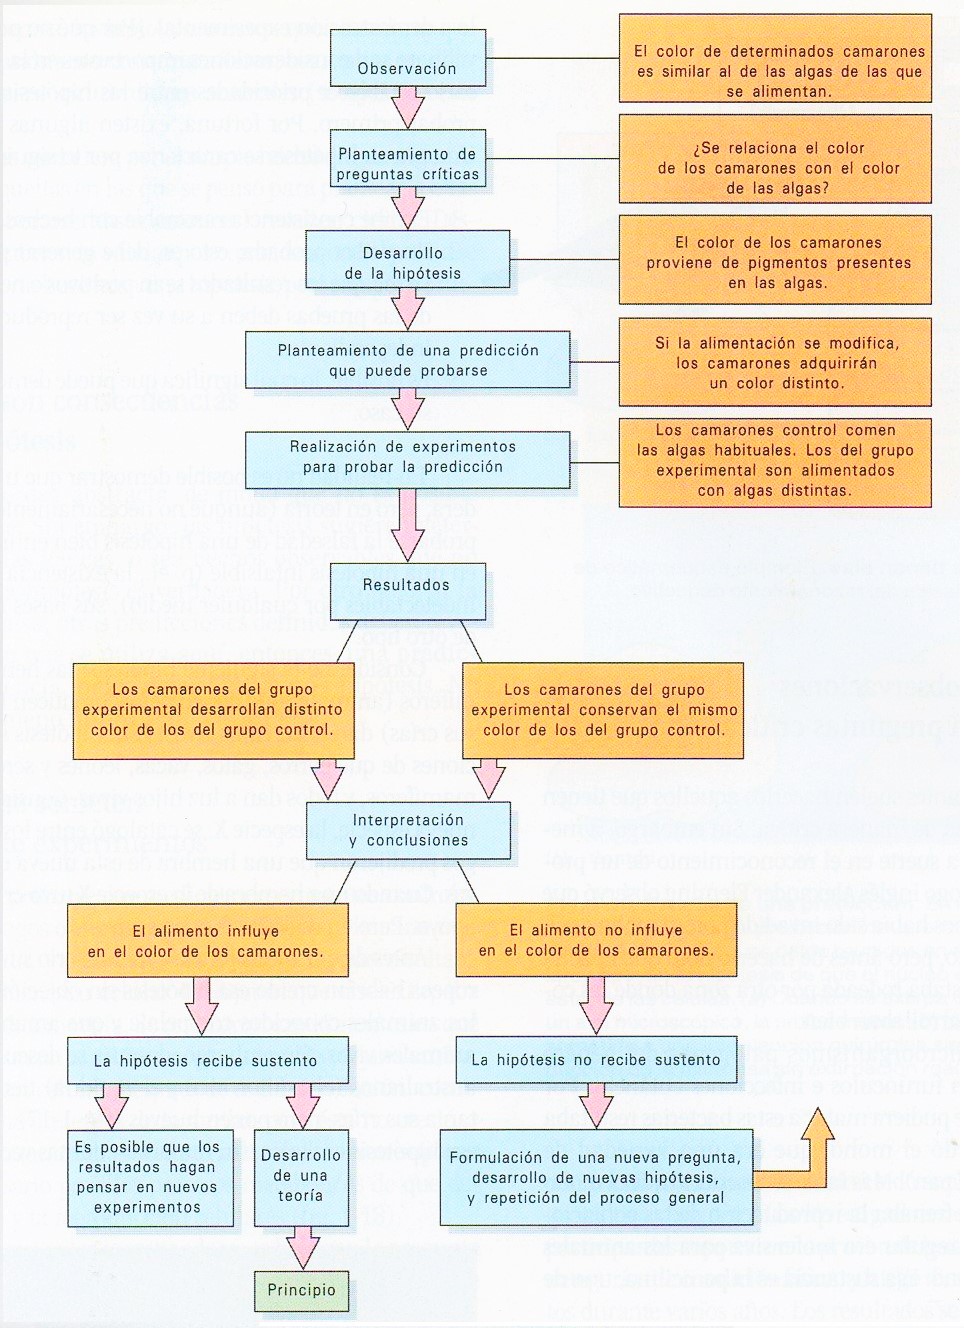 Observación
El color de determinados camarones
es similar al de las algas de las que
se alimentan.
Planteamiento de
preguntas críticas
¿Se relaciona el color
de los camarones con el color
de las algas?
Desarrollo
de la hipótesis
El color de los camarones
proviene de pigmentos presentes
en las algas.
Planteamiento de una predicción
que puede probarse
Si la alimentación se modifica,
los camarones adquirirán
un color distinto.
Realización de experimentos
para probar la predicción
Los camarones control comen
las algas habituales. Los del grupo
experimental son alimentados
con algas distintas.
Resultados
Los camarones del grupo
experimental desarrollan distinto
color de los del grupo control.
Los camarones del grupo
experimental conservan el mismo
color de los del grupo control.
Interpretación
y conclusiones
El alimento influye
en el color de los camarones.
El alimento no influye
en el color de los camarones.
La hipótesis recibe sustento
La hipótesis no recibe sustento
Es posible que los
resultados hagan
pensar en nuevos
experimentos
Desarrollo
de una
teoría
Formulación de una nueva pregunta,
desarrollo de nuevas hipótesis,
y repetición del proceso general
Principio